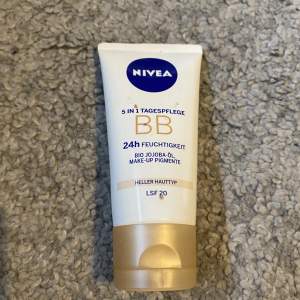 NIVEA
5 IN 1 TAGESPFLEGE
BB
24h FEUCHTIGKEIT
BIO JOJOBA-ÖL,
MAKE-UP PIGMENTE
HELLER HAUTTYP
LSF 20